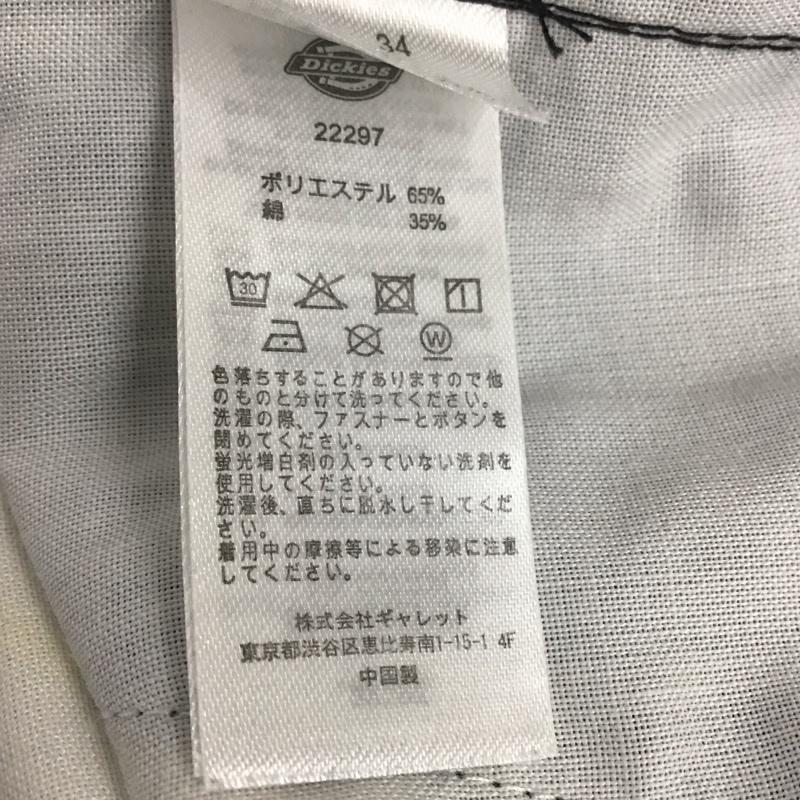 34
Dickies
22297
ポリエステル 65%
綿 35%
30
W
色落ちすることがありますので他
のものと分けて洗ってください。
洗濯の際、ファスナーとボタンを
閉めてください。
蛍光増白剤の入っていない洗剤を
使用してください。
洗濯後、直ちに脱水し干してくだ
さい。
着用中の摩擦等による移染に注意
してください。
株式会社ギャレット
東京都渋谷区恵比寿南1-15-1 4F
中国製